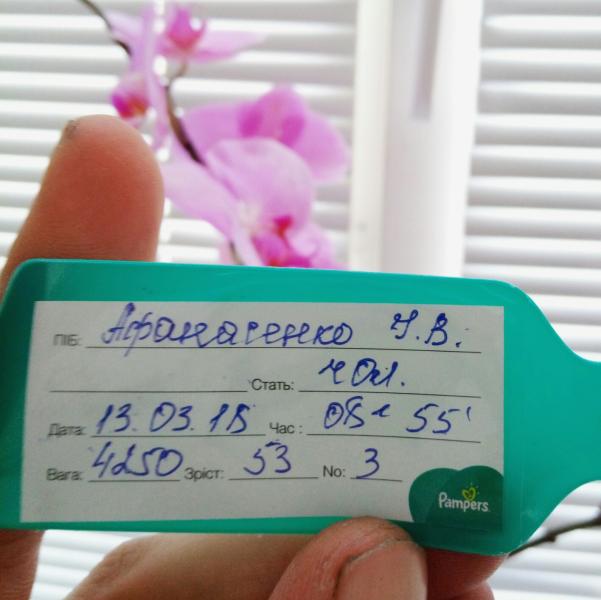 ПІБ: Афанасенко І.В.
Стать: чол.
Дата: 13.03.18 Час: 08 55'
Вага: 4250 Зріст: 53 No: 3
Pampers